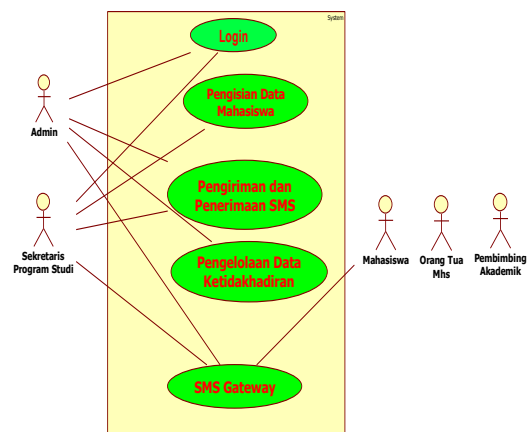 System
Login
Pengisian Data
Mahasiswa
Admin
Pengiriman dan
Penerimaan SMS
Sekretaris
Program Studi
Pengelolaan Data
Ketidakhadiran
Mahasiswa
Orang Tua
Mhs
Pembimbing
Akademik
SMS Gateway